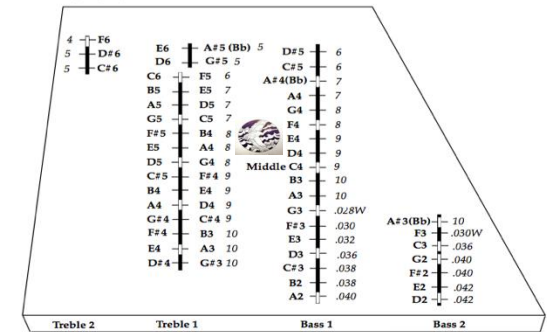 4 F6
5 D#6
5 C#6
E6 A#5 (Bb) 5
D6 G#5 5
C6 F5 6
B5 E5 7
A5 D5 7
G5 C5 7
F#5 B4 8
E5 A4 8
D5 G4 8
C#5 F#4 9
B4 E4 9
A4 D4 9
G#4 C#4 9
F#4 B3 10
E4 A3 10
D#4 G#3 10
D#5 6
C#5 6
A#4(Bb) 7
A4 7
G4 8
F4 8
E4 9
D4 9
Middle C4 9
B3 10
A3 10
G3 .028W
F#3 .030
E3 .032
D3 .036
C#3 .038
B2 .038
A2 .040
A#3(Bb) 10
F3 .030W
C3 .036
G2 .040
F#2 .040
E2 .042
D2 .042
Treble 2 Treble 1 Bass 1 Bass 2